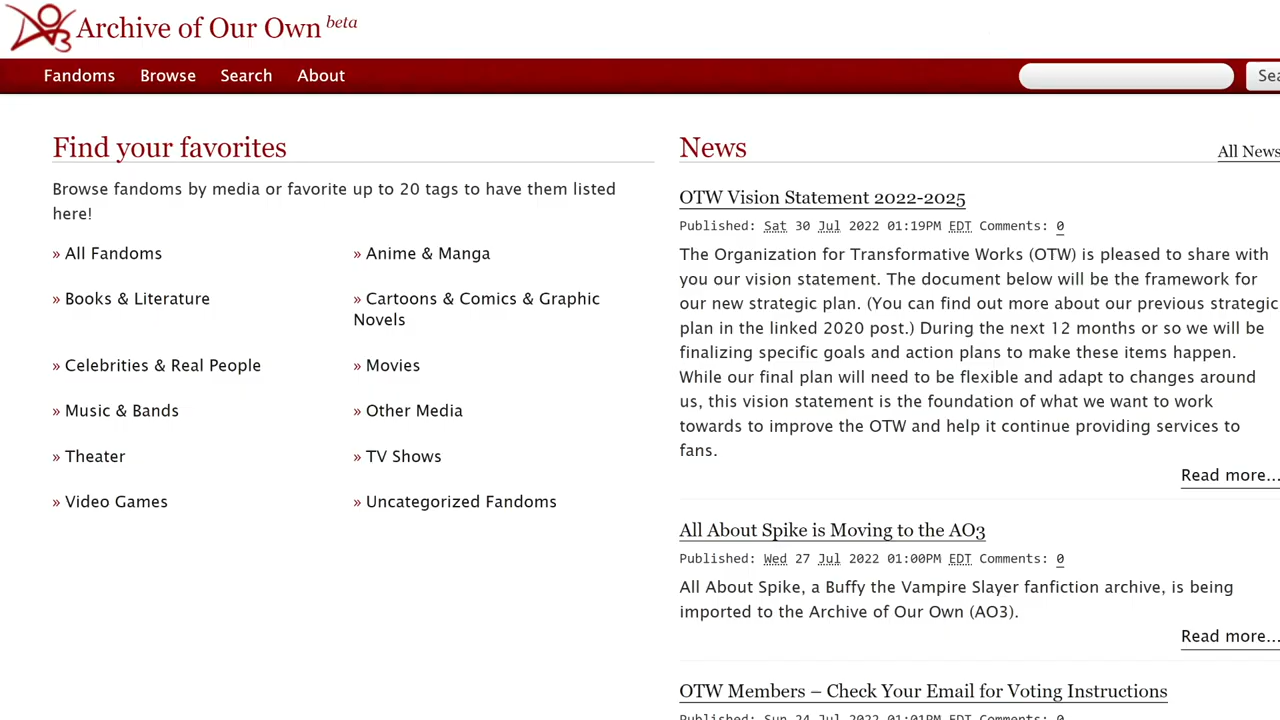 Archive of Our Own beta
Fandoms Browse Search About
Find your favorites
Browse fandoms by media or favorite up to 20 tags to have them listed
here!
» All Fandoms
» Anime & Manga
» Books & Literature
» Cartoons & Comics & Graphic
Novels
» Celebrities & Real People
» Movies
» Music & Bands
» Other Media
» Theater
» TV Shows
» Video Games
» Uncategorized Fandoms
News
All News
OTW Vision Statement 2022-2025
Published: Sat 30 Jul 2022 01:19PM EDT Comments: 0
The Organization for Transformative Works (OTW) is pleased to share with
you our vision statement. The document below will be the framework for
our new strategic plan. (You can find out more about our previous strategic
plan in the linked 2020 post.) During the next 12 months or so we will be
finalizing specific goals and action plans to make these items happen.
While our final plan will need to be flexible and adapt to changes around
us, this vision statement is the foundation of what we want to work
towards to improve the OTW and help it continue providing services to
fans.
Read more...
All About Spike is Moving to the AO3
Published: Wed 27 Jul 2022 01:00PM EDT Comments: 0
All About Spike, a Buffy the Vampire Slayer fanfiction archive, is being
imported to the Archive of Our Own (AO3).
Read more...
OTW Members – Check Your Email for Voting Instructions
Published: Sun 24 Jul 2022 01:01PM EDT Comments: 0